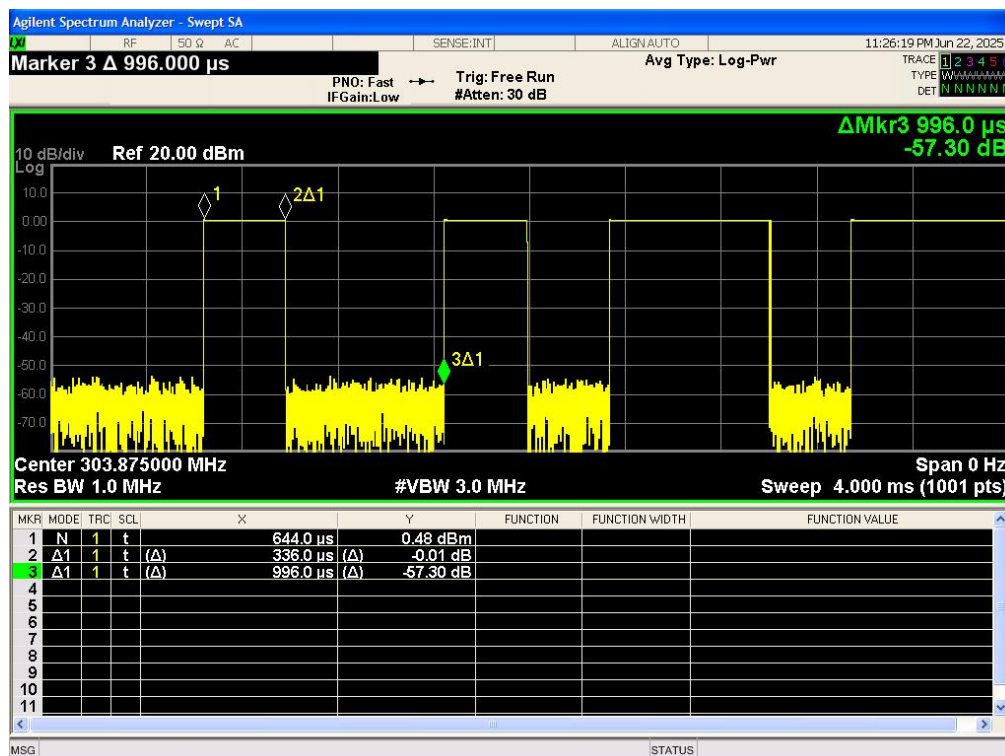 Agilent Spectrum Analyzer - Swept SA
LXI RF 50 Ω AC SENSE:INT ALIGNAUTO 11:26:19 PM Jun 22, 2025
Marker 3 Δ 996.000 µs
PNO: Fast
IFGain:Low
Trig: Free Run
#Atten: 30 dB
Avg Type: Log-Pwr
TRACE 1 2 3 4 5
TYPE
DET N N N N N N
ΔMkr3 996.0 µs
-57.30 dB
10 dB/div Ref 20.00 dBm
Log
10.0
0.00
-10.0
-20.0
-30.0
-40.0
-50.0
-60.0
-70.0
1
2Δ1
3Δ1
Center 303.875000 MHz Span 0 Hz
Res BW 1.0 MHz #VBW 3.0 MHz Sweep 4.000 ms (1001 pts)
MKR MODE TRC SCL X Y FUNCTION FUNCTION WIDTH FUNCTION VALUE
1 N 1 t 644.0 µs 0.48 dBm
2 Δ1 1 t (Δ) 336.0 µs (Δ) -0.01 dB
3 Δ1 1 t (Δ) 996.0 µs (Δ) -57.30 dB
4
5
6
7
8
9
10
11
MSG STATUS